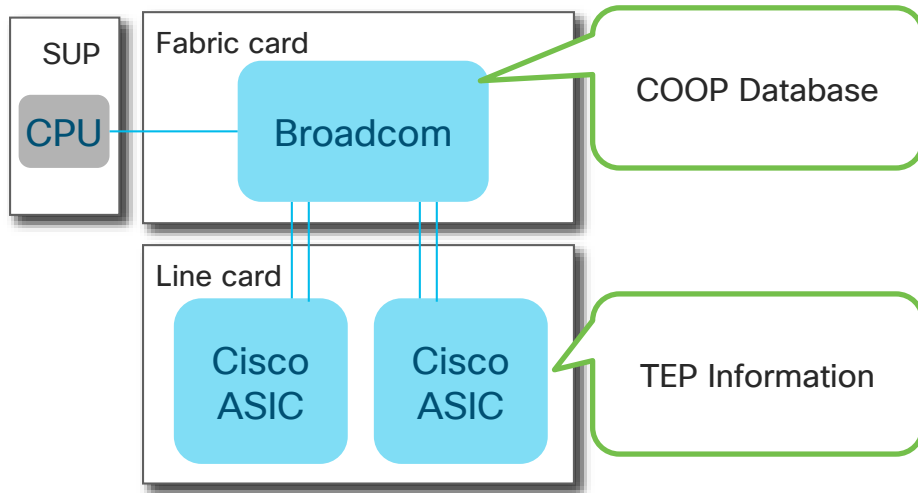 SUP
CPU
Fabric card
Broadcom
COOP Database
Line card
Cisco
ASIC
Cisco
ASIC
TEP Information